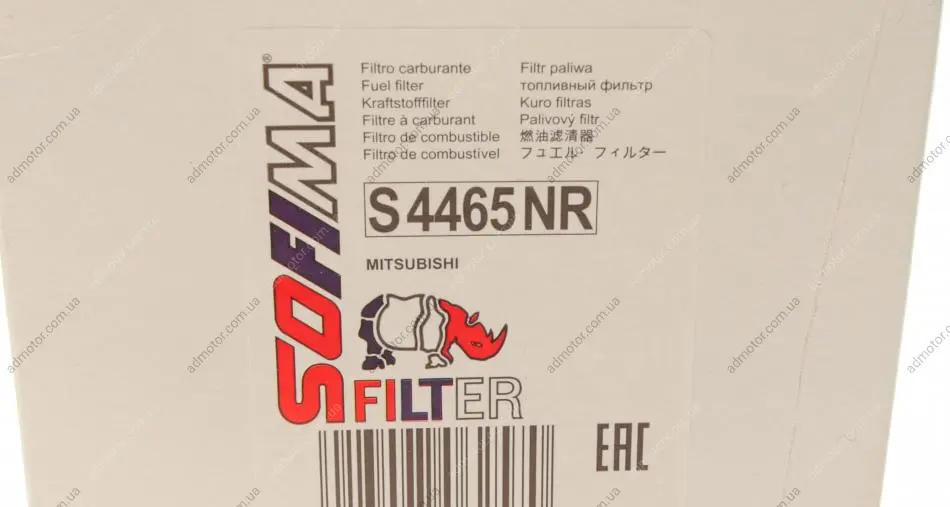 SOFIMA®
Filtro carburante
Fuel filter
Kraftstofffilter
Filtre à carburant
Filtro de combustible
Filtro de combustível
Filtr paliwa
топливный фильтр
Kuro filtras
Palivový filtr
燃油滤清器
フュエル・フィルター
S 4465 NR
MITSUBISHI
FILTER
EAC
admotor.com.ua